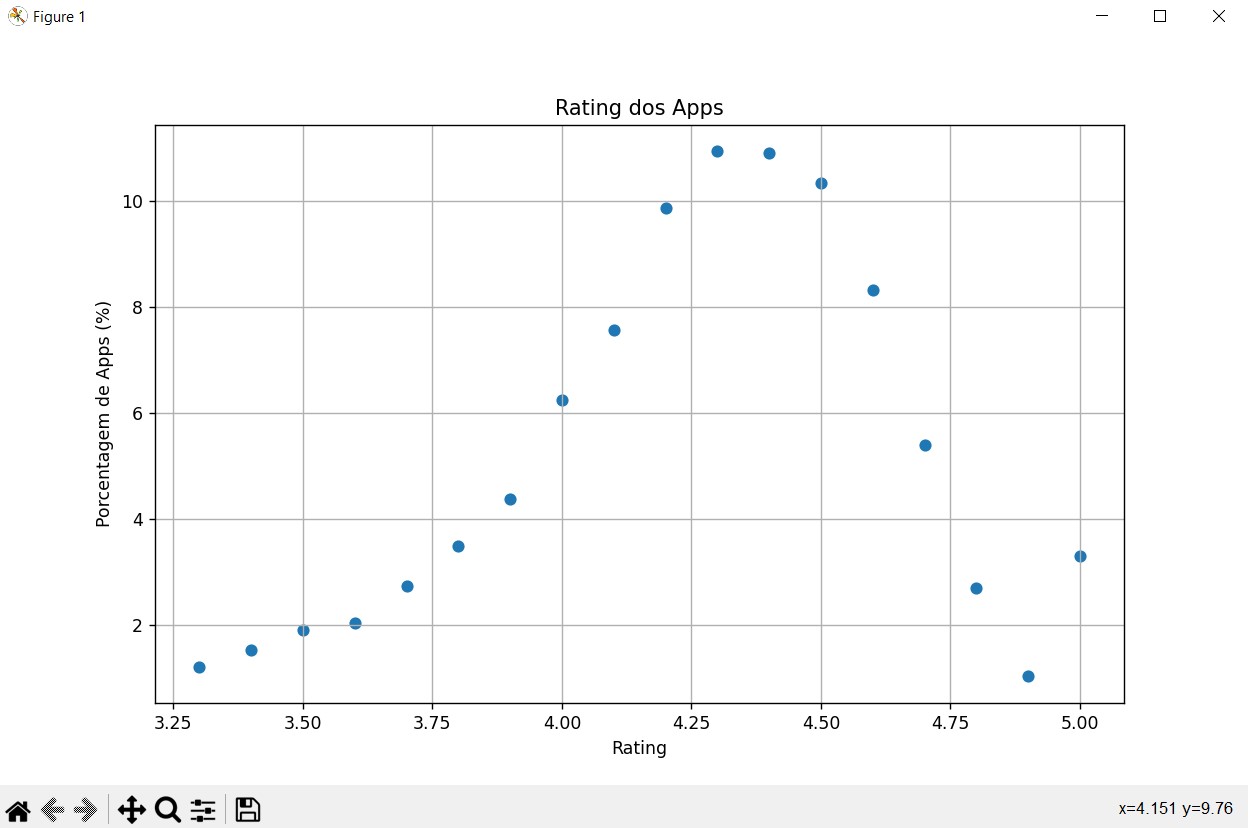 Figure 1
Rating dos Apps
Porcentagem de Apps (%)
10
8
6
4
2
3.25 3.50 3.75 4.00 4.25 4.50 4.75 5.00
Rating
x=4.151 y=9.76